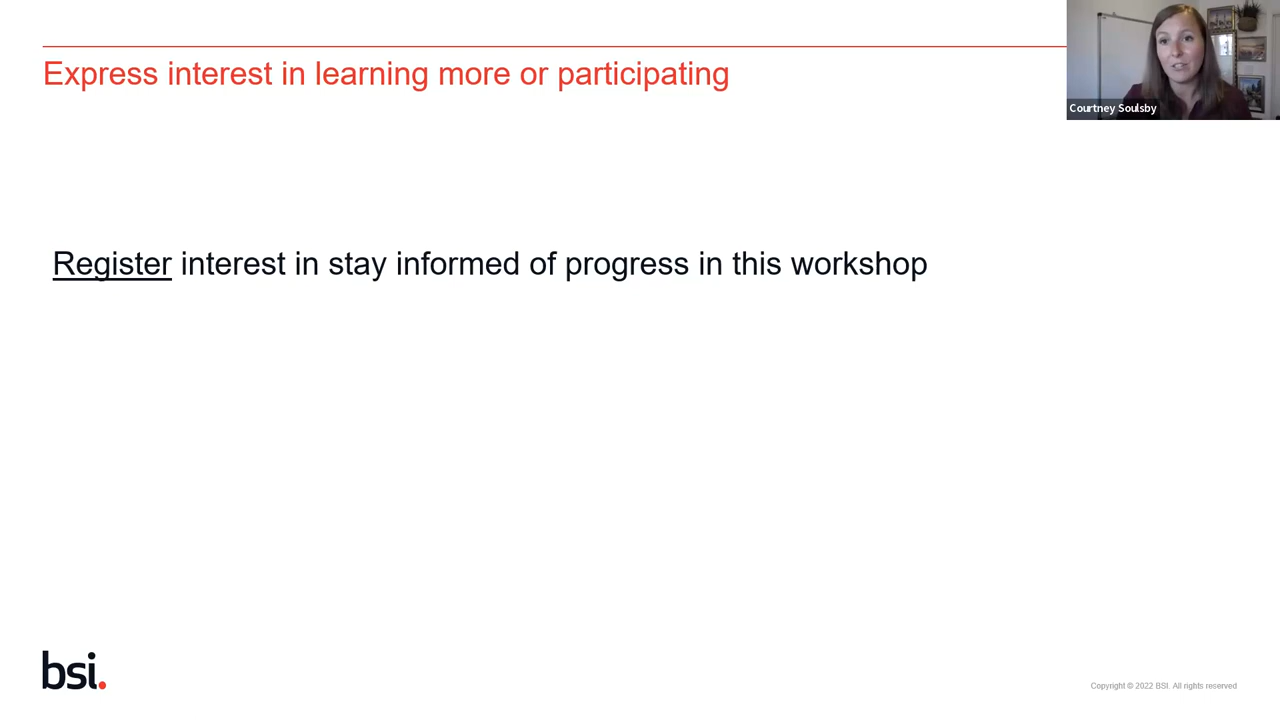 Express interest in learning more or participating
Courtney Soulsby
Register interest in stay informed of progress in this workshop
bsi.
Copyright © 2022 BSI. All rights reserved